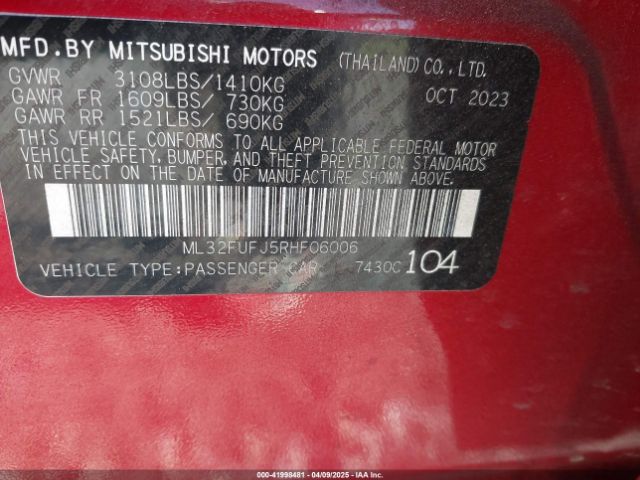 MFD.BY MITSUBISHI MOTORS (THAILAND) CO., LTD.
GVWR 3108LBS/1410KG
GAWR FR 1609LBS/ 730KG OCT 2023
GAWR RR 1521LBS/ 690KG
THIS VEHICLE CONFORMS TO ALL APPLICABLE FEDERAL MOTOR
VEHICLE SAFETY, BUMPER, AND THEFT PREVENTION STANDARDS
IN EFFECT ON THE DATE OF MANUFACTURE SHOWN ABOVE.
ML32FUFJ5RHF06006
VEHICLE TYPE:PASSENGER CAR 7430C 104
000-41998481 - 04/09/2025 - IAAI.COM